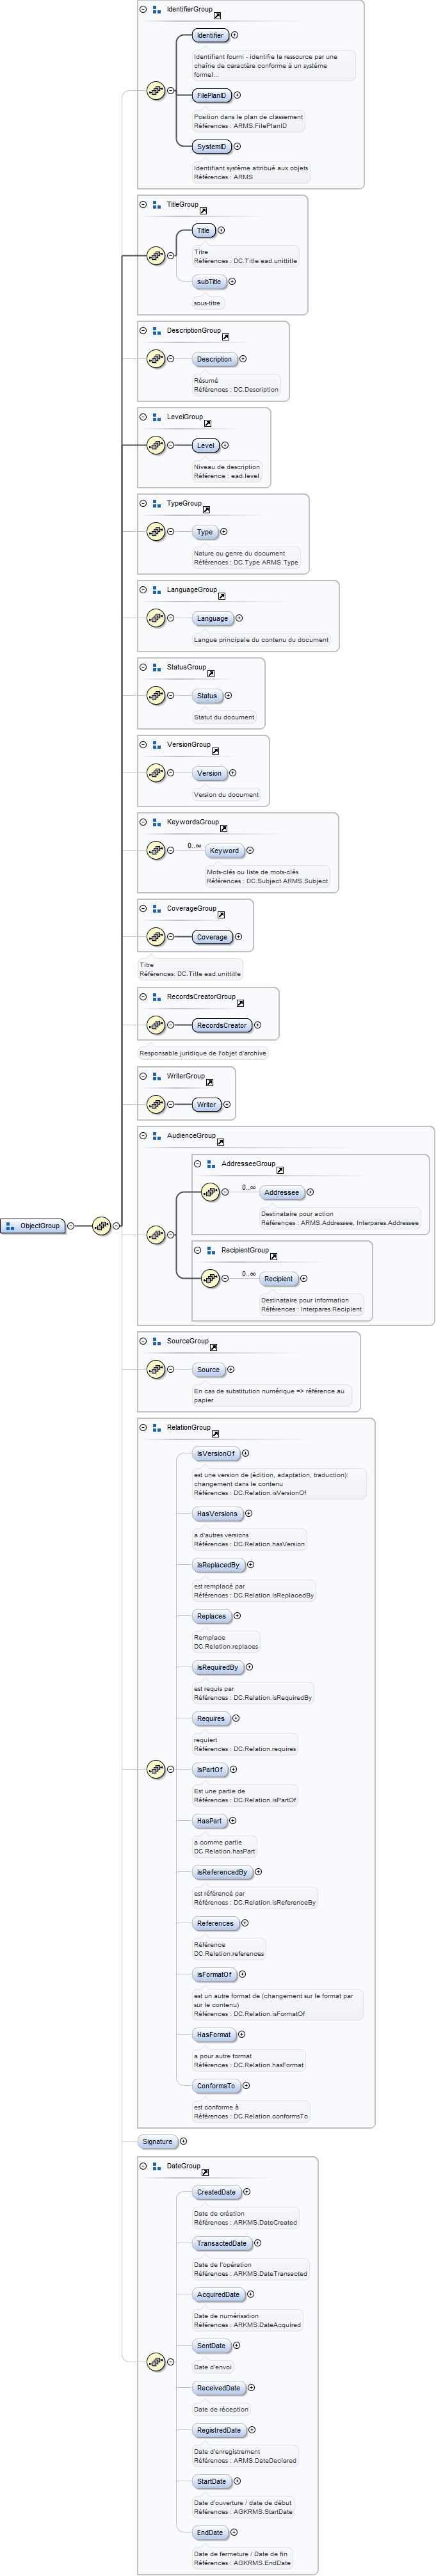 IdentifierGroup
Identifier
Identifiant fourni - identifie la ressource par une
chaîne de caractère conforme à un système
formel...
FilePlanID
Position dans le plan de classement
Références : ARMS.FilePlanID
SystemID
Identifiant système attribué aux objets
Références : ARMS
TitleGroup
Title
Titre
Références : DC.Title ead.unittitle
subTitle
sous-titre
DescriptionGroup
Description
Résumé
Références : DC.Description
LevelGroup
Level
Niveau de description
Référence : ead.level
TypeGroup
Type
Nature ou genre du document
Références : DC.Type ARMS.Type
LanguageGroup
Language
Langue principale du contenu du document
StatusGroup
Status
Statut du document
VersionGroup
Version
Version du document
KeywordsGroup
0..∞
Keyword
Mots-clés ou liste de mots-clés
Références : DC.Subject ARMS.Subject
CoverageGroup
Coverage
Titre
Références: DC.Title ead.unittitle
RecordsCreatorGroup
RecordsCreator
Responsable juridique de l'objet d'archive
WriterGroup
Writer
AudienceGroup
AddresseeGroup
0..∞
Addressee
Destinataire pour action
Références : ARMS.Addressee, Interpares.Addressee
ObjectGroup
RecipientGroup
0..∞
Recipient
Destinataire pour information
Références : Interpares.Recipient
SourceGroup
Source
En cas de substitution numérique => référence au
papier
RelationGroup
IsVersionOf
est une version de (édition, adaptation, traduction):
changement dans le contenu
Références : DC.Relation.isVersionOf
HasVersions
a d'autres versions
Références : DC.Relation.hasVersion
IsReplacedBy
est remplacé par
Références : DC.Relation.isReplacedBy
Replaces
Remplace
DC.Relation.replaces
IsRequiredBy
est requis par
Références : DC.Relation.isRequiredBy
Requires
requiert
Références : DC.Relation.requires
IsPartOf
Est une partie de
Références : DC.Relation.isPartOf
HasPart
a comme partie
DC.Relation.hasPart
IsReferencedBy
est référencé par
Références : DC.Relation.isReferenceBy
References
Référence
DC.Relation.references
isFormatOf
est un autre format de (changement sur le format par
sur le contenu)
Références : DC.Relation.isFormatOf
HasFormat
a pour autre format
Références : DC.Relation.hasFormat
ConformsTo
est conforme à
Références : DC.Relation.conformsTo
Signature
DateGroup
CreatedDate
Date de création
Références : ARKMS.DateCreated
TransactedDate
Date de l'opération
Références : ARKMS.DateTransacted
AcquiredDate
Date de numérisation
Références : ARKMS.DateAcquired
SentDate
Date d'envoi
ReceivedDate
Date de réception
RegistredDate
Date d'enregistrement
Références : ARMS.DateDeclared
StartDate
Date d'ouverture / date de début
Références : AGKRMS.StartDate
EndDate
Date de fermeture / Date de fin
Références : AGKRMS.EndDate